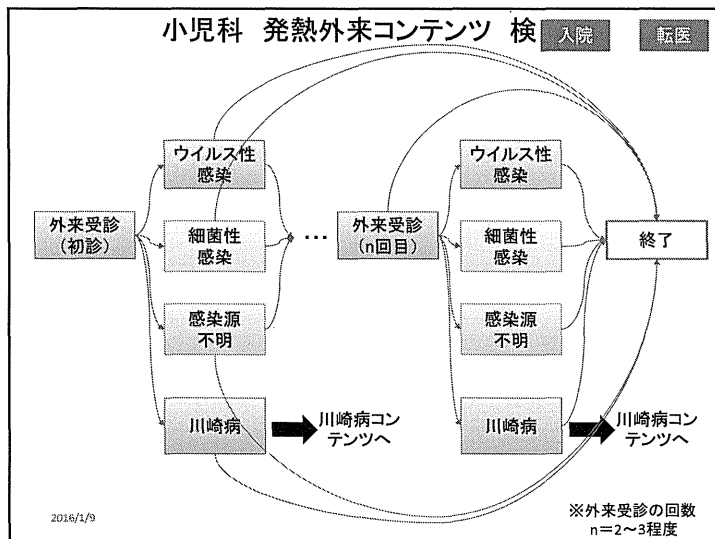 小児科 発熱外来コンテンツ 検
入院
転医
ウイルス性
感染
ウイルス性
感染
外来受診
(初診)
細菌性
感染
…
外来受診
(n回目)
細菌性
感染
終了
感染源
不明
感染源
不明
川崎病
川崎病コン
テンツへ
川崎病
川崎病コン
テンツへ
2016/1/9
※外来受診の回数
n=2~3程度